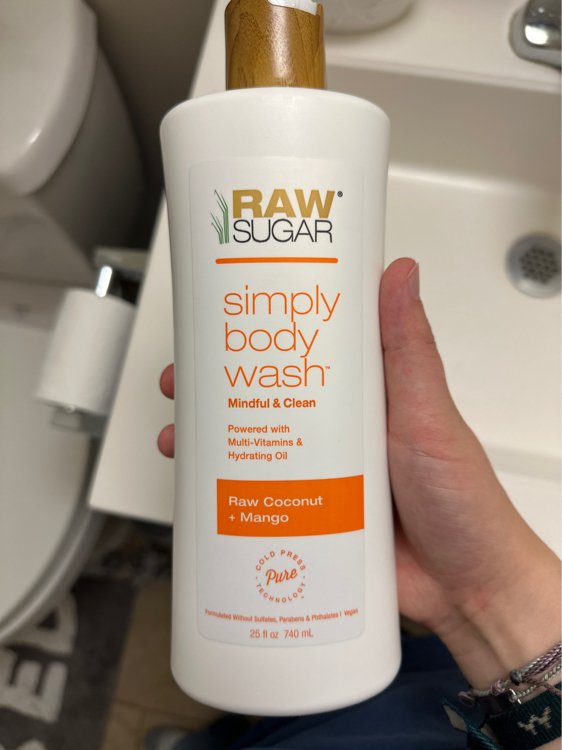 RAW®
SUGAR
simply
body
wash™
Mindful & Clean
Powered with
Multi-Vitamins &
Hydrating Oil
Raw Coconut
+ Mango
COLD PRESS
Pure
TECHNOLOGY
Formulated Without Sulfates, Parabens & Phthalates | Vegan
25 fl oz 740 mL